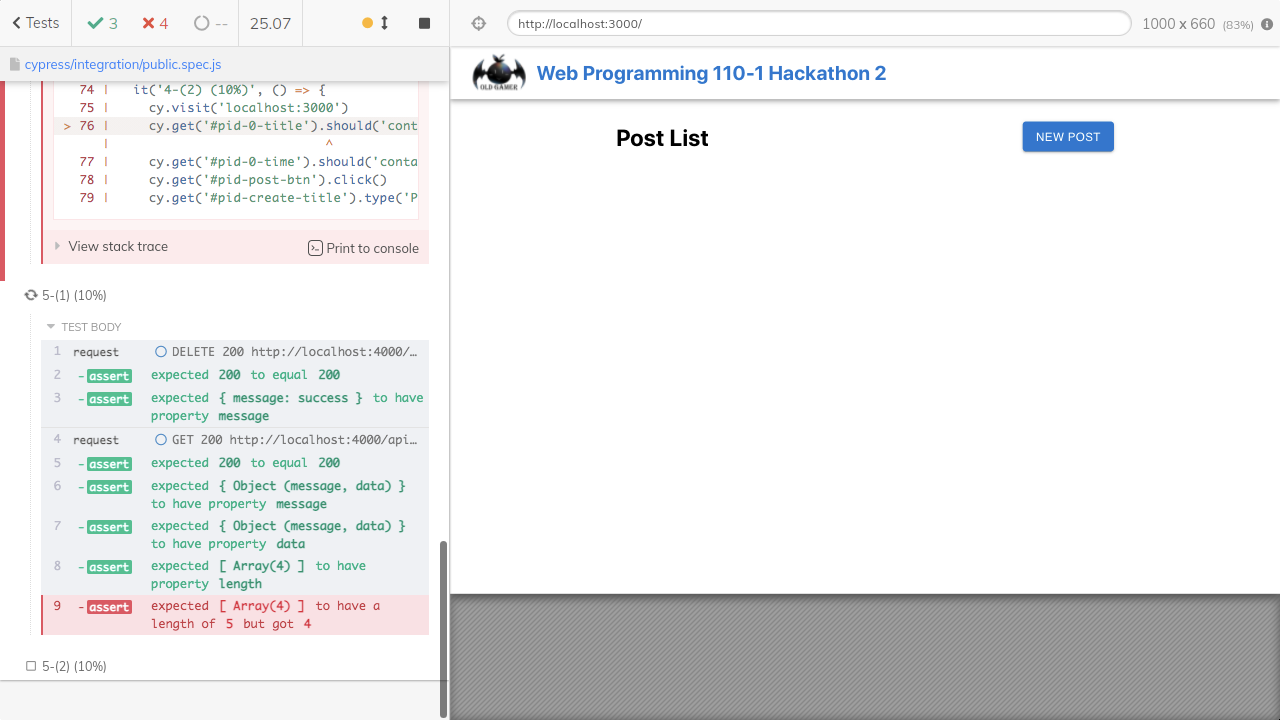 Tests
3
4
--
25.07
http://localhost:3000/
1000 x 660 (83%)
cypress/integration/public.spec.js
OLD GAMER
Web Programming 110-1 Hackathon 2
74 | it('4-(2) (10%)', () => {
75 | cy.visit('localhost:3000')
> 76 | cy.get('#pid-0-title').should('cont
| ^
77 | cy.get('#pid-0-time').should('conta
78 | cy.get('#pid-post-btn').click()
79 | cy.get('#pid-create-title').type('P
View stack trace
Print to console
Post List
NEW POST
5-(1) (10%)
TEST BODY
1 request DELETE 200 http://localhost:4000/…
2 -assert expected 200 to equal 200
3 -assert expected { message: success } to have
property message
4 request GET 200 http://localhost:4000/api…
5 -assert expected 200 to equal 200
6 -assert expected { Object (message, data) }
to have property message
7 -assert expected { Object (message, data) }
to have property data
8 -assert expected [ Array(4) ] to have
property length
9 -assert expected [ Array(4) ] to have a
length of 5 but got 4
5-(2) (10%)